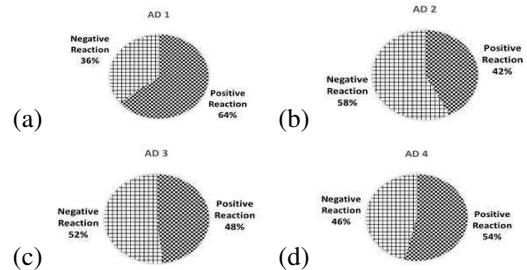 AD 1
Negative
Reaction
36%
Positive
Reaction
64%
(a)
AD 2
Positive
Reaction
42%
Negative
Reaction
58%
(b)
AD 3
Negative
Reaction
52%
Positive
Reaction
48%
(c)
AD 4
Negative
Reaction
46%
Positive
Reaction
54%
(d)